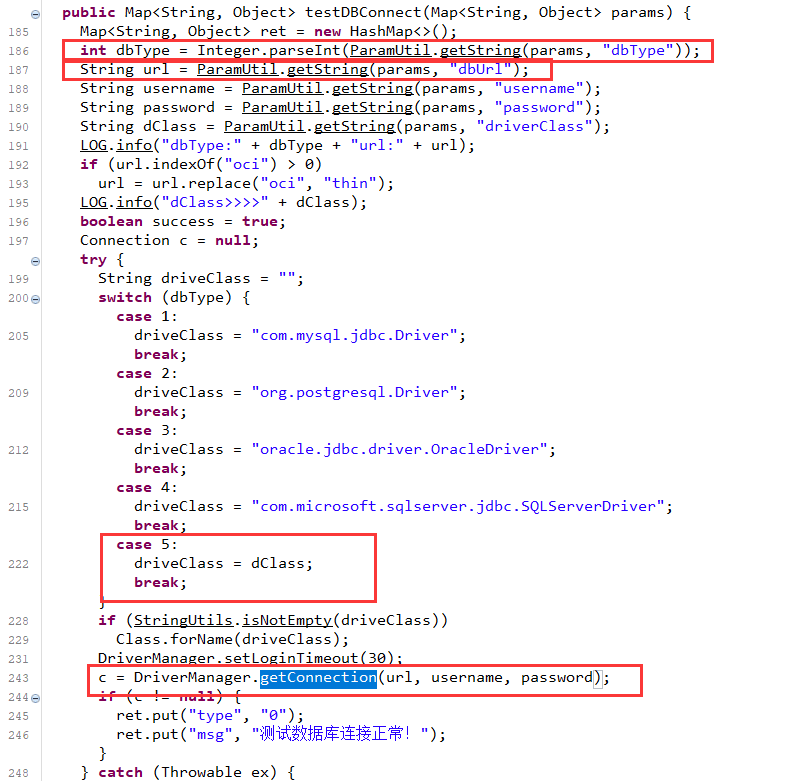 public Map<String, Object> testDBConnect(Map<String, Object> params) {
185 Map<String, Object> ret = new HashMap<>();
186 int dbType = Integer.parseInt(ParamUtil.getString(params, "dbType"));
187 String url = ParamUtil.getString(params, "dbUrl");
188 String username = ParamUtil.getString(params, "username");
189 String password = ParamUtil.getString(params, "password");
190 String dClass = ParamUtil.getString(params, "driverClass");
191 LOG.info("dbType:" + dbType + "url:" + url);
192 if (url.indexOf("oci") > 0)
193 url = url.replace("oci", "thin");
195 LOG.info("dClass>>>>" + dClass);
196 boolean success = true;
197 Connection c = null;
try {
199 String driveClass = "";
200 switch (dbType) {
case 1:
205 driveClass = "com.mysql.jdbc.Driver";
break;
case 2:
209 driveClass = "org.postgresql.Driver";
break;
case 3:
212 driveClass = "oracle.jdbc.driver.OracleDriver";
break;
case 4:
215 driveClass = "com.microsoft.sqlserver.jdbc.SQLServerDriver";
break;
case 5:
222 driveClass = dClass;
break;
}
228 if (StringUtils.isNotEmpty(driveClass))
229 Class.forName(driveClass);
231 DriverManager.setLoginTimeout(30);
243 c = DriverManager.getConnection(url, username, password);
244 if (c != null) {
245 ret.put("type", "0");
246 ret.put("msg", "测试数据库连接正常！");
}
248 } catch (Throwable ex) {